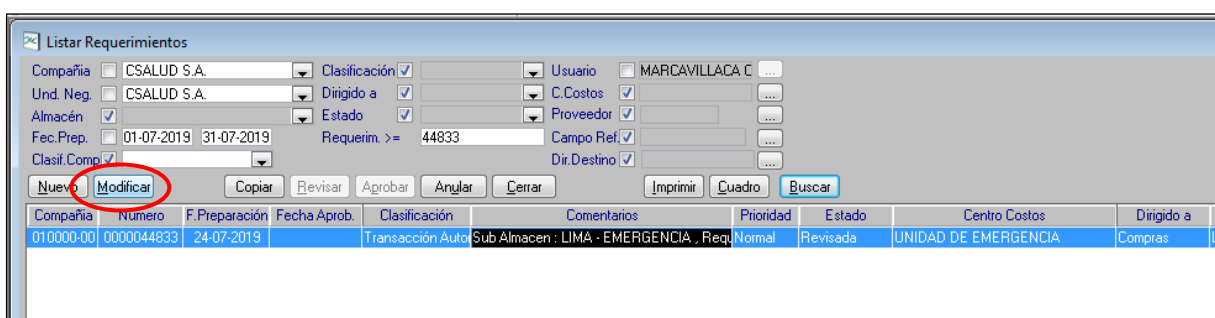 Listar Requerimientos
Compañia CSALUD S.A. Clasificación Usuario MARCAVILLACA C ...
Und. Neg. CSALUD S.A. Dirigido a C.Costos ...
Almacén Estado Proveedor ...
Fec.Prep. 01-07-2019 31-07-2019 Requerim. >= 44833 Campo Ref. ...
Clasif.Comp Dir.Destino ...
Nuevo Modificar Copiar Revisar Aprobar Anular Cerrar Imprimir Cuadro Buscar
Compañia Numero F.Preparación Fecha Aprob. Clasificación Comentarios Prioridad Estado Centro Costos Dirigido a
010000-00 0000044833 24-07-2019 Transacción Auto Sub Almacen : LIMA - EMERGENCIA , Requ Normal Revisada UNIDAD DE EMERGENCIA Compras